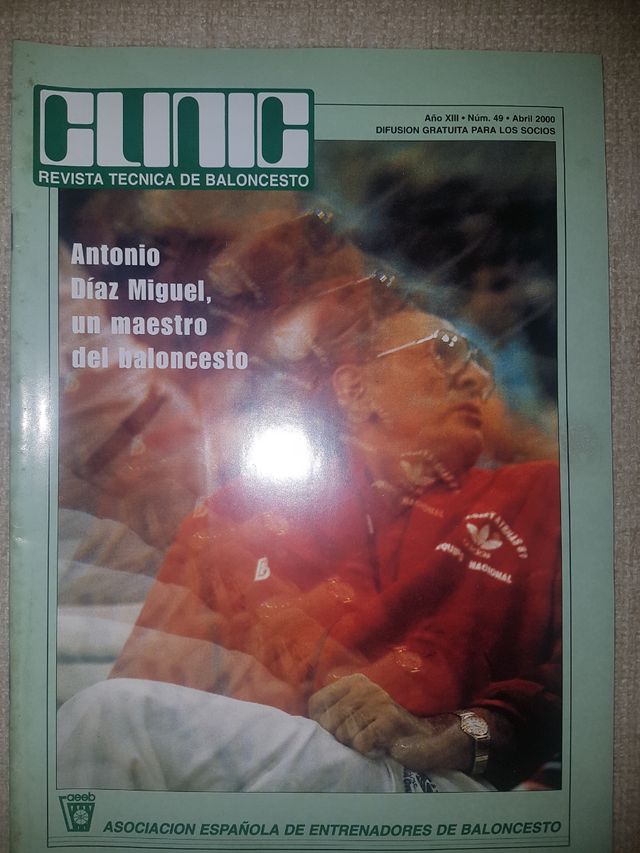 CLINIC
REVISTA TECNICA DE BALONCESTO
Año XIII • Núm. 49 • Abril 2000
DIFUSION GRATUITA PARA LOS SOCIOS
Antonio
Díaz Miguel,
un maestro
del baloncesto
NACIONAL
EQUIPO NACIONAL
aeeb
ASOCIACION ESPAÑOLA DE ENTRENADORES DE BALONCESTO